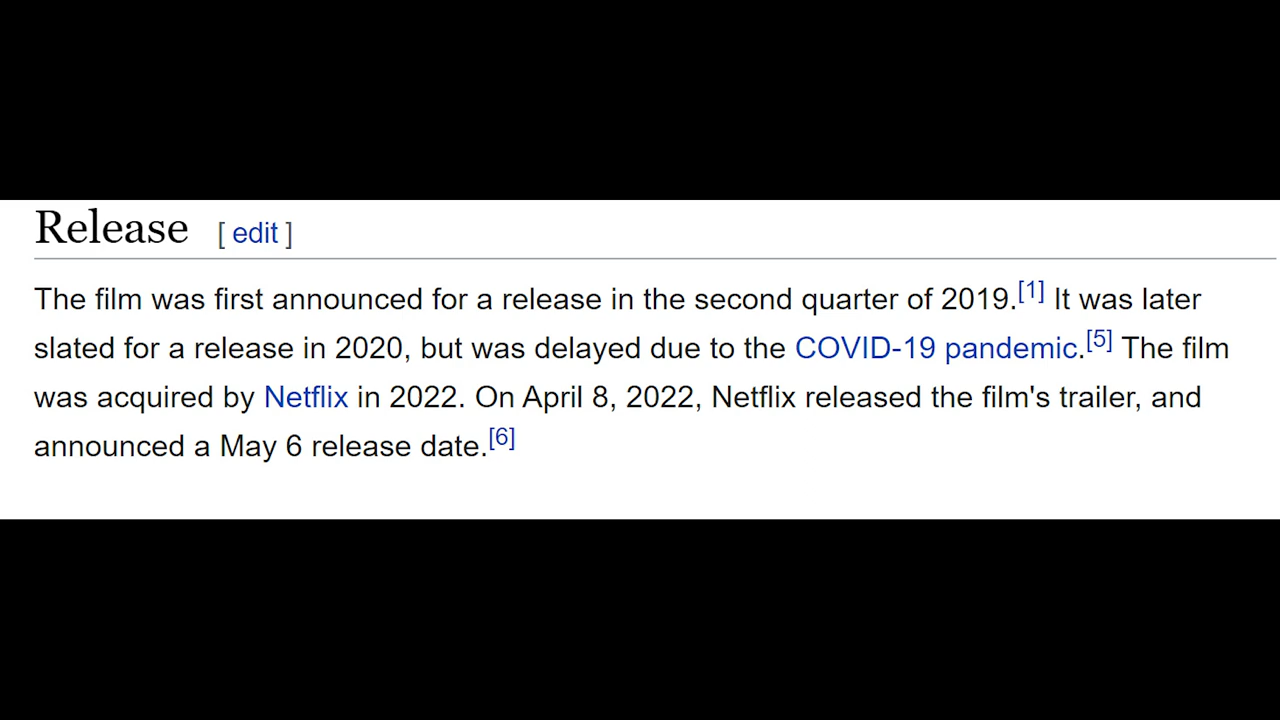 Release [ edit ]
The film was first announced for a release in the second quarter of 2019.[1] It was later
slated for a release in 2020, but was delayed due to the COVID-19 pandemic.[5] The film
was acquired by Netflix in 2022. On April 8, 2022, Netflix released the film's trailer, and
announced a May 6 release date.[6]